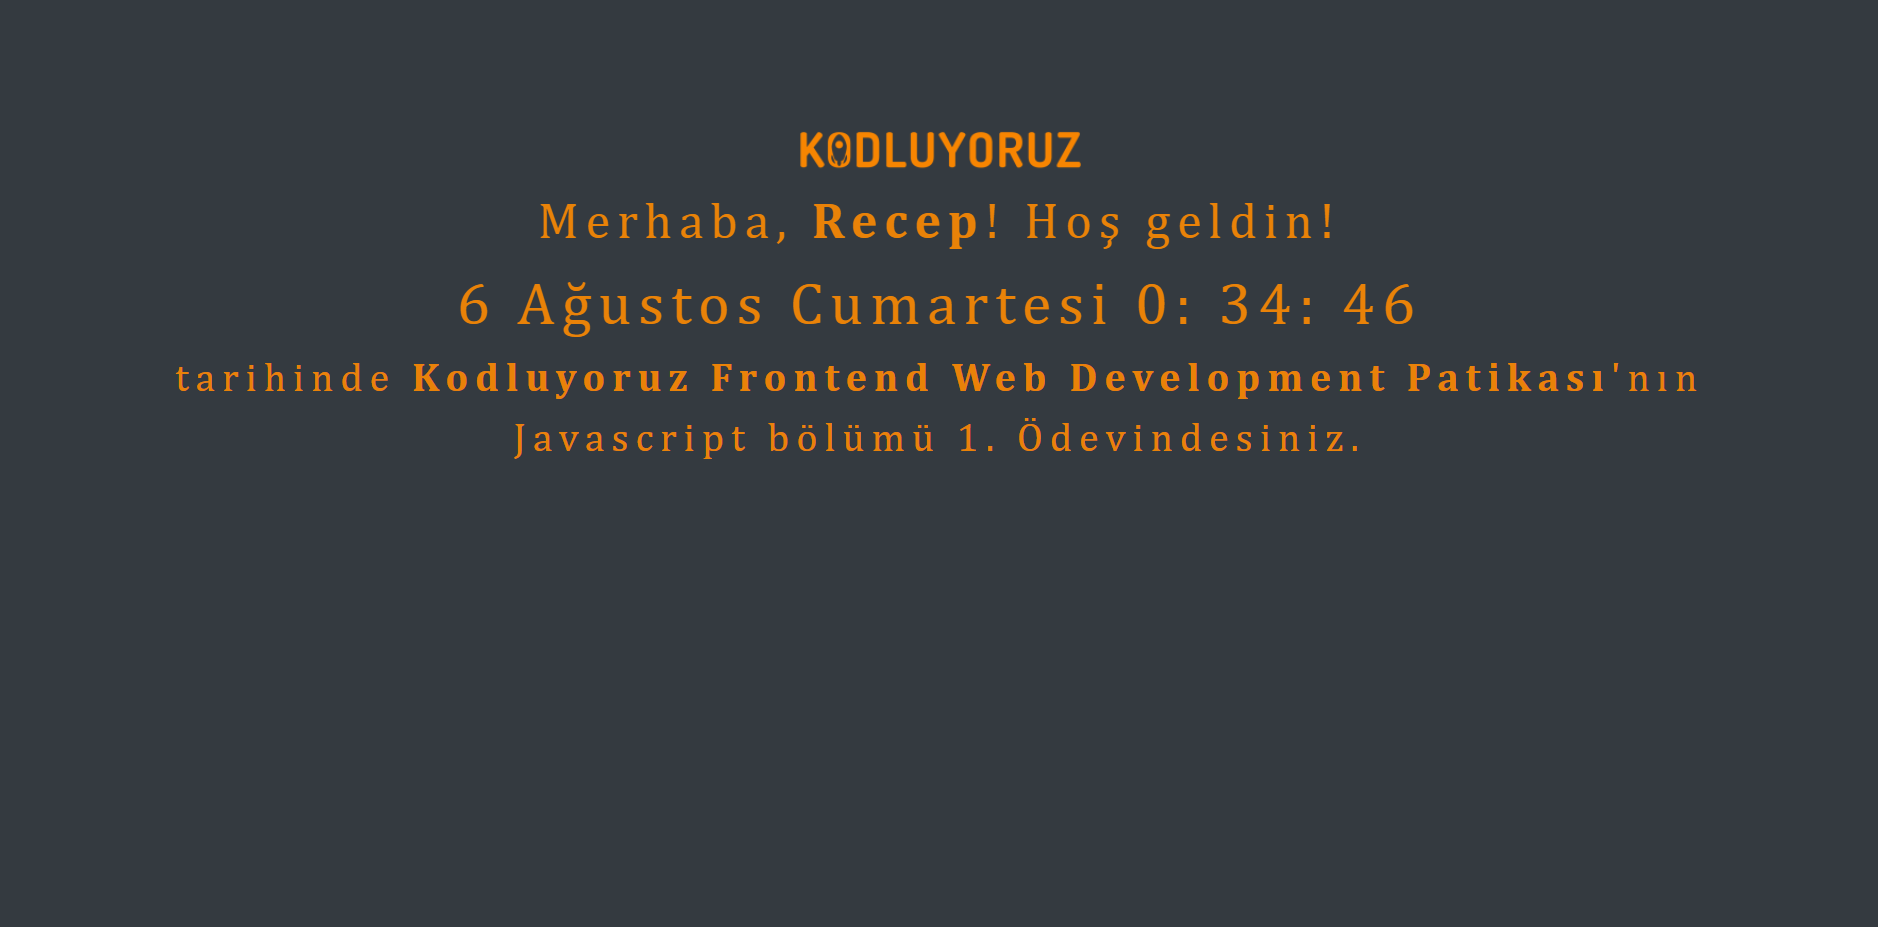 KODLUYORUZ
Merhaba, Recep! Hoş geldin!
6 Ağustos Cumartesi 0: 34: 46
tarihinde Kodluyoruz Frontend Web Development Patikası'nın
Javascript bölümü 1. Ödevindesiniz.